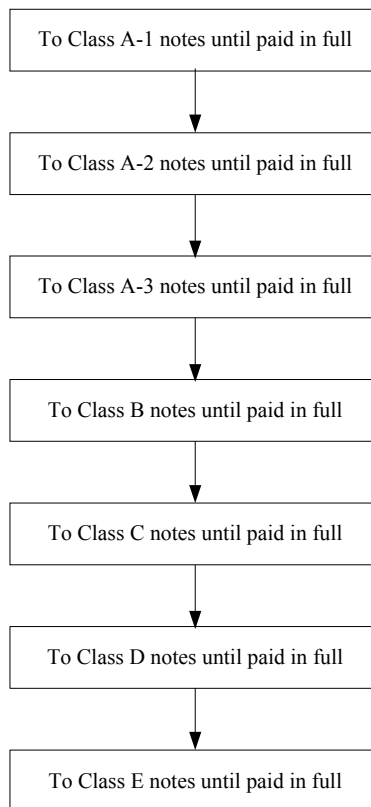 To Class A-1 notes until paid in full
To Class A-2 notes until paid in full
To Class A-3 notes until paid in full
To Class B notes until paid in full
To Class C notes until paid in full
To Class D notes until paid in full
To Class E notes until paid in full